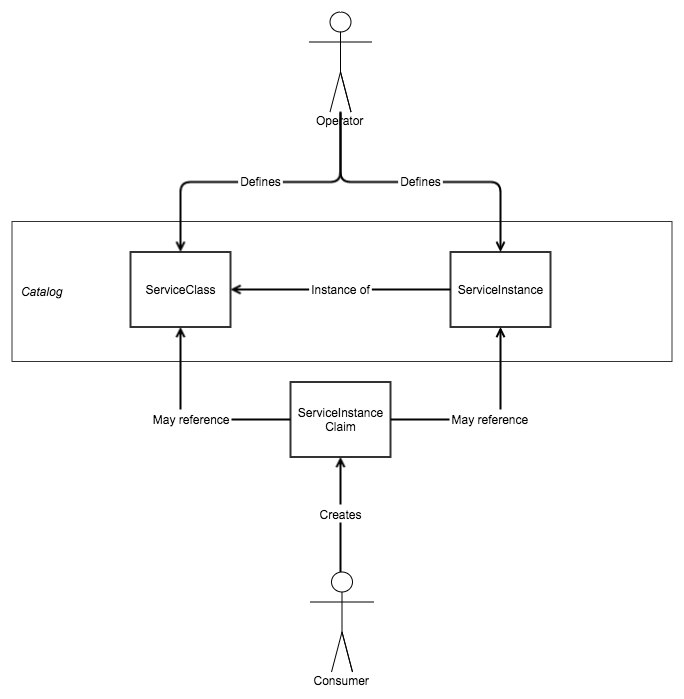 Operator
Defines
Defines
Catalog
ServiceClass
Instance of
ServiceInstance
May reference
ServiceInstance
Claim
May reference
Creates
Consumer